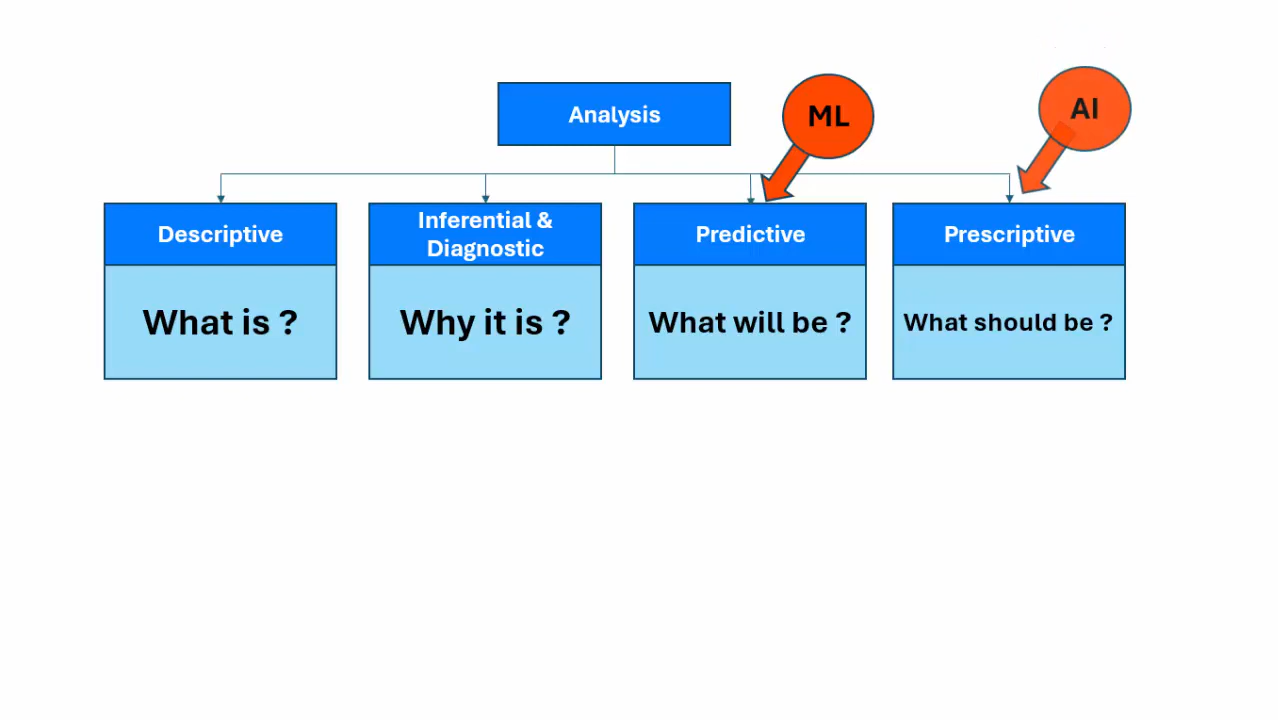 Analysis
ML
AI
Descriptive
Inferential &
Diagnostic
Predictive
Prescriptive
What is ?
Why it is ?
What will be ?
What should be ?